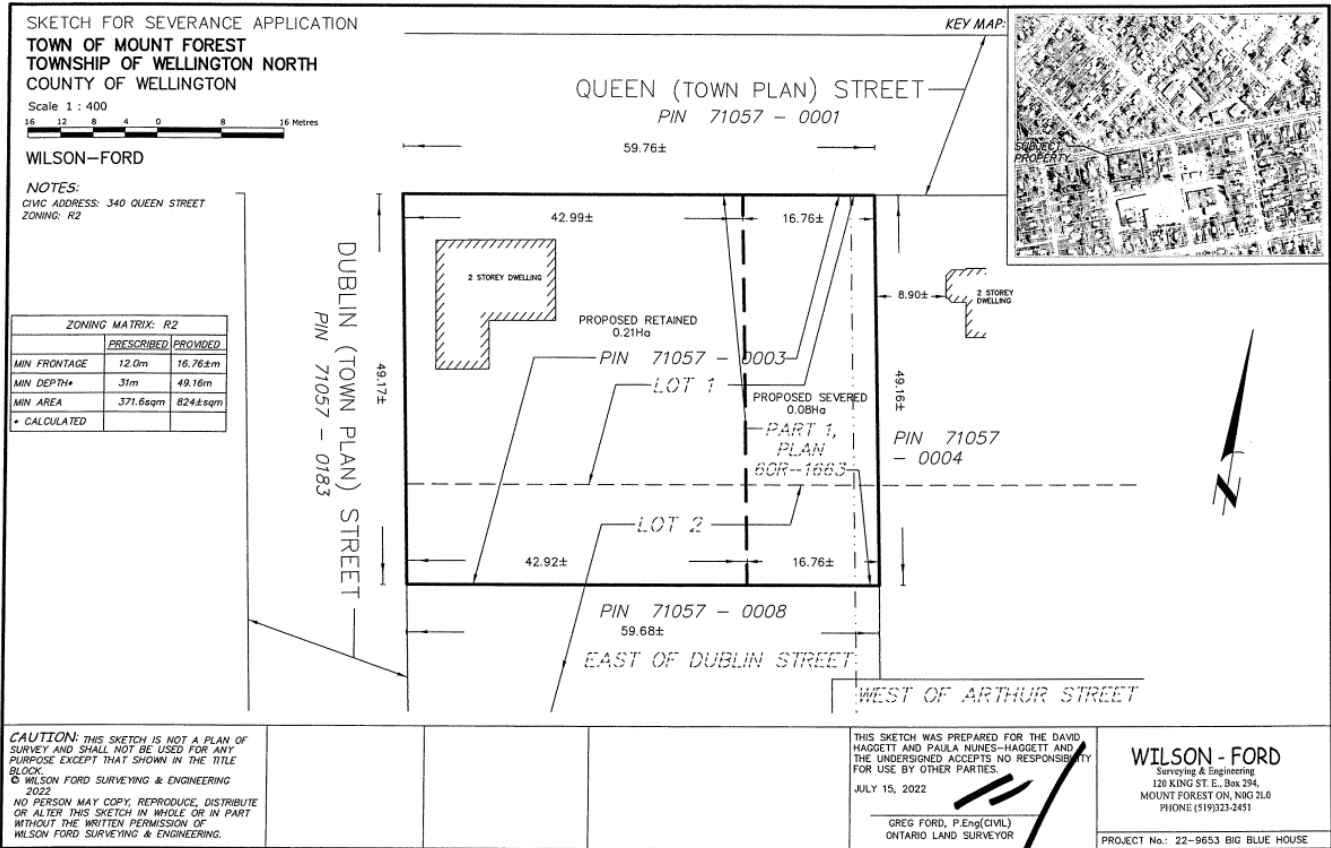 SKETCH FOR SEVERANCE APPLICATION
TOWN OF MOUNT FOREST
TOWNSHIP OF WELLINGTON NORTH
COUNTY OF WELLINGTON
Scale 1 : 400
16 12 8 4 0 8 16 Metres
WILSON-FORD
NOTES:
CIVIC ADDRESS: 340 QUEEN STREET
ZONING: R2
KEY MAP:
SUBJECT
PROPERTY
QUEEN (TOWN PLAN) STREET
PIN 71057 - 0001
59.76±
42.99±
16.76±
2 STOREY DWELLING
8.90±
2 STOREY
DWELLING
DUBLIN (TOWN PLAN) STREET
PIN 71057 - 0183
49.17±
PROPOSED RETAINED
0.21Ha
PIN 71057 - 0003
LOT 1
PROPOSED SEVERED
0.08Ha
PART 1,
PLAN
60R-1663
49.16±
PIN 71057
- 0004
LOT 2
42.92±
16.76±
PIN 71057 - 0008
59.68±
EAST OF DUBLIN STREET
WEST OF ARTHUR STREET
N
ZONING MATRIX: R2
PRESCRIBED PROVIDED
MIN FRONTAGE 12.0m 16.76±m
MIN DEPTH* 31m 49.16m
MIN AREA 371.6sqm 824±sqm
* CALCULATED
CAUTION: THIS SKETCH IS NOT A PLAN OF
SURVEY AND SHALL NOT BE USED FOR ANY
PURPOSE EXCEPT THAT SHOWN IN THE TITLE
BLOCK.
© WILSON FORD SURVEYING & ENGINEERING
2022
NO PERSON MAY COPY, REPRODUCE, DISTRIBUTE
OR ALTER THIS SKETCH IN WHOLE OR IN PART
WITHOUT THE WRITTEN PERMISSION OF
WILSON FORD SURVEYING & ENGINEERING.
THIS SKETCH WAS PREPARED FOR THE DAVID
HAGGETT AND PAULA NUNES-HAGGETT AND
THE UNDERSIGNED ACCEPTS NO RESPONSIBILITY
FOR USE BY OTHER PARTIES.
JULY 15, 2022
GREG FORD, P.Eng(CIVIL)
ONTARIO LAND SURVEYOR
WILSON - FORD
Surveying & Engineering
120 KING ST. E., Box 294,
MOUNT FOREST ON, N0G 2L0
PHONE (519)323-2451
PROJECT No.: 22-9653 BIG BLUE HOUSE